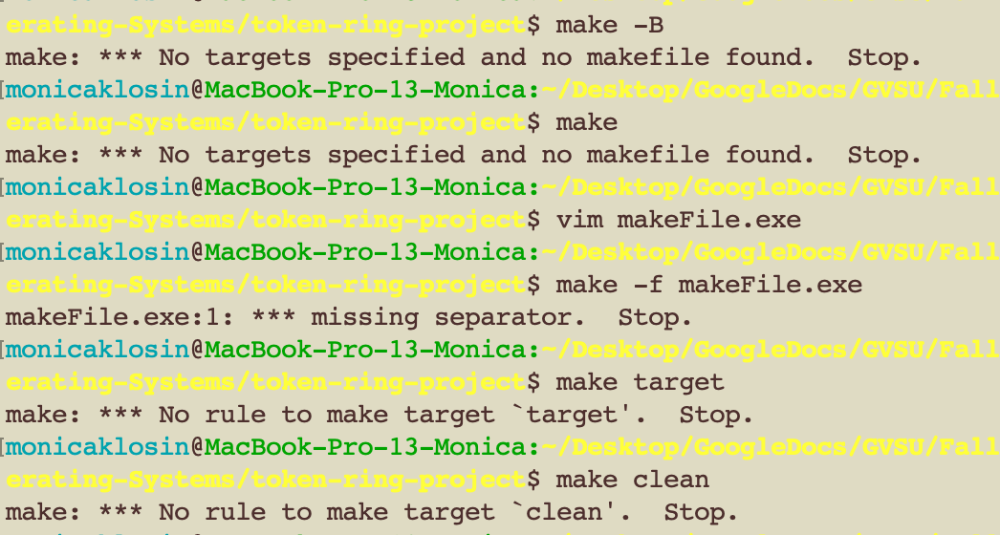 erating-Systems/token-ring-project$ make -B
make: *** No targets specified and no makefile found.  Stop.
[monicaklosin@MacBook-Pro-13-Monica:~/Desktop/GoogleDocs/GVSU/Fall
erating-Systems/token-ring-project$ make
make: *** No targets specified and no makefile found.  Stop.
[monicaklosin@MacBook-Pro-13-Monica:~/Desktop/GoogleDocs/GVSU/Fall
erating-Systems/token-ring-project$ vim makeFile.exe
[monicaklosin@MacBook-Pro-13-Monica:~/Desktop/GoogleDocs/GVSU/Fall
erating-Systems/token-ring-project$ make -f makeFile.exe
makeFile.exe:1: *** missing separator.  Stop.
[monicaklosin@MacBook-Pro-13-Monica:~/Desktop/GoogleDocs/GVSU/Fall
erating-Systems/token-ring-project$ make target
make: *** No rule to make target `target'.  Stop.
[monicaklosin@MacBook-Pro-13-Monica:~/Desktop/GoogleDocs/GVSU/Fall
erating-Systems/token-ring-project$ make clean
make: *** No rule to make target `clean'.  Stop.